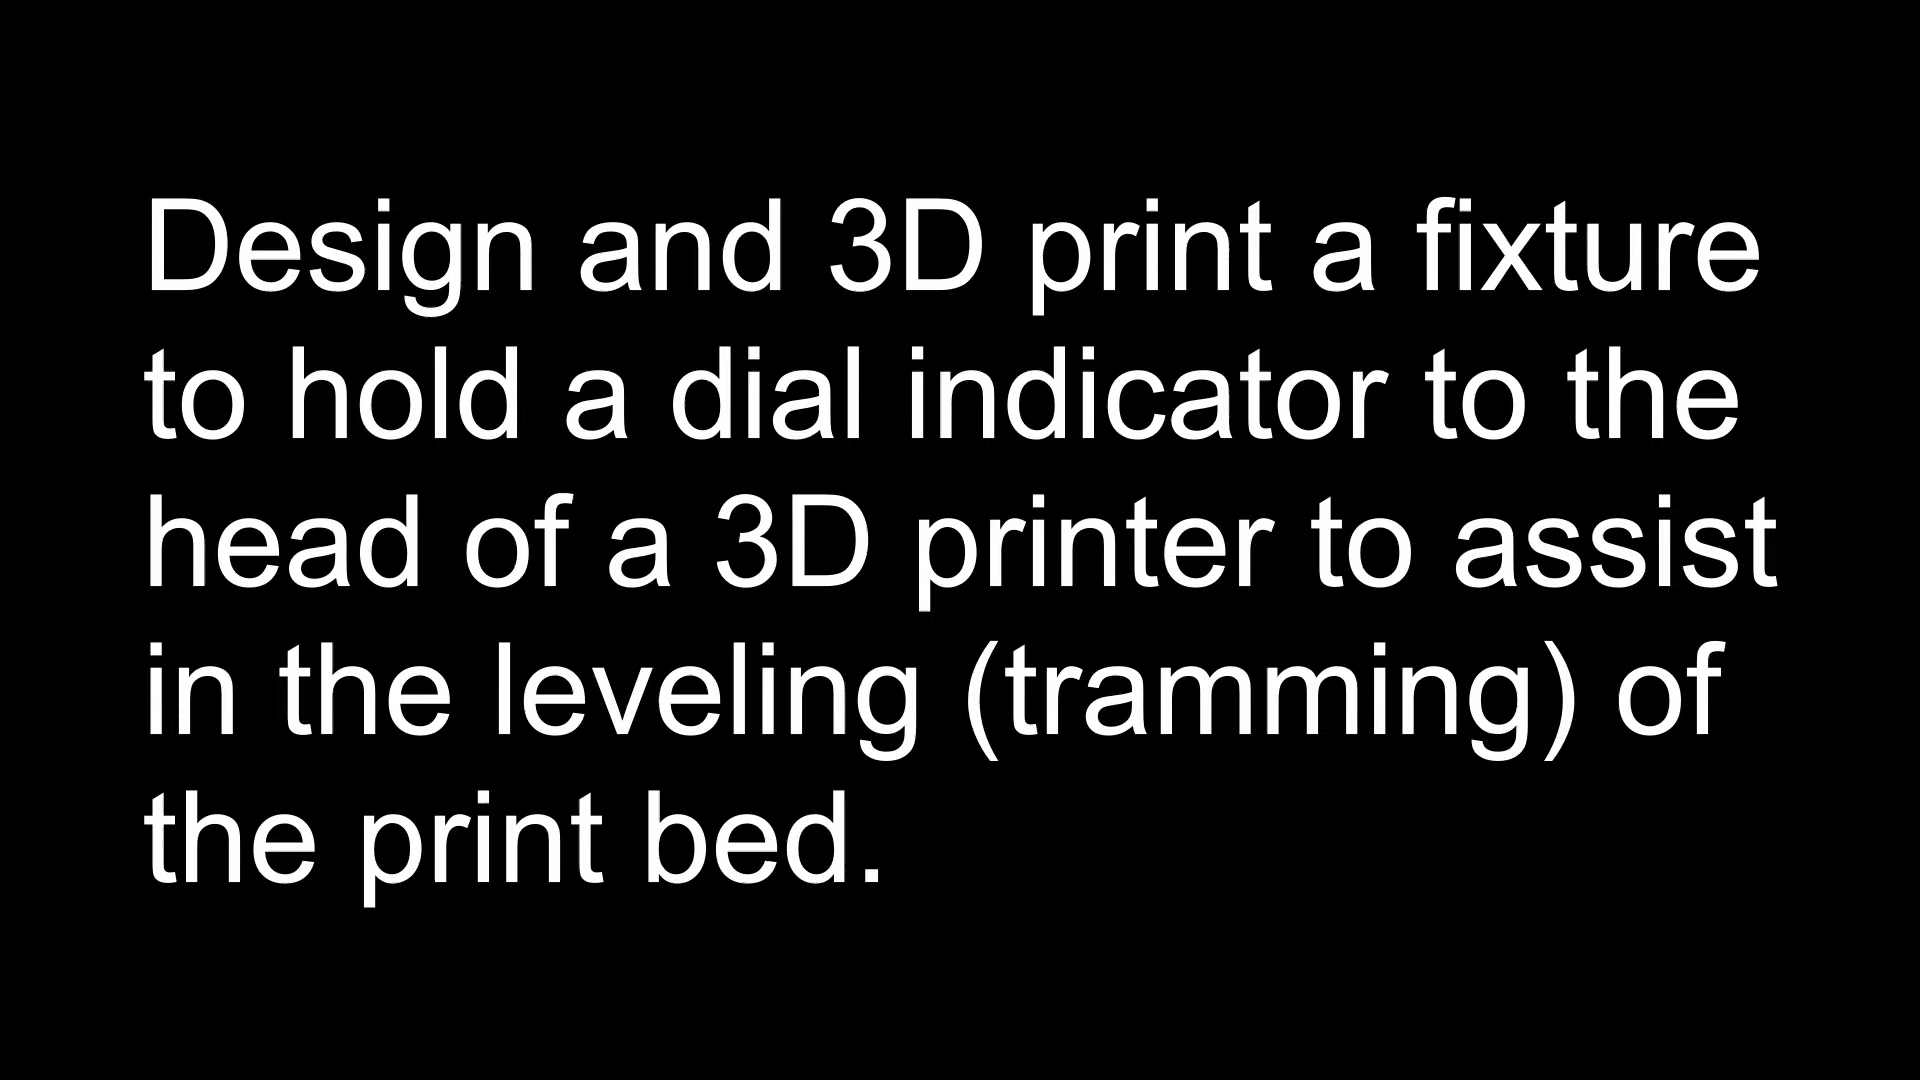 Design and 3D print a fixture
to hold a dial indicator to the
head of a 3D printer to assist
in the leveling (tramming) of
the print bed.